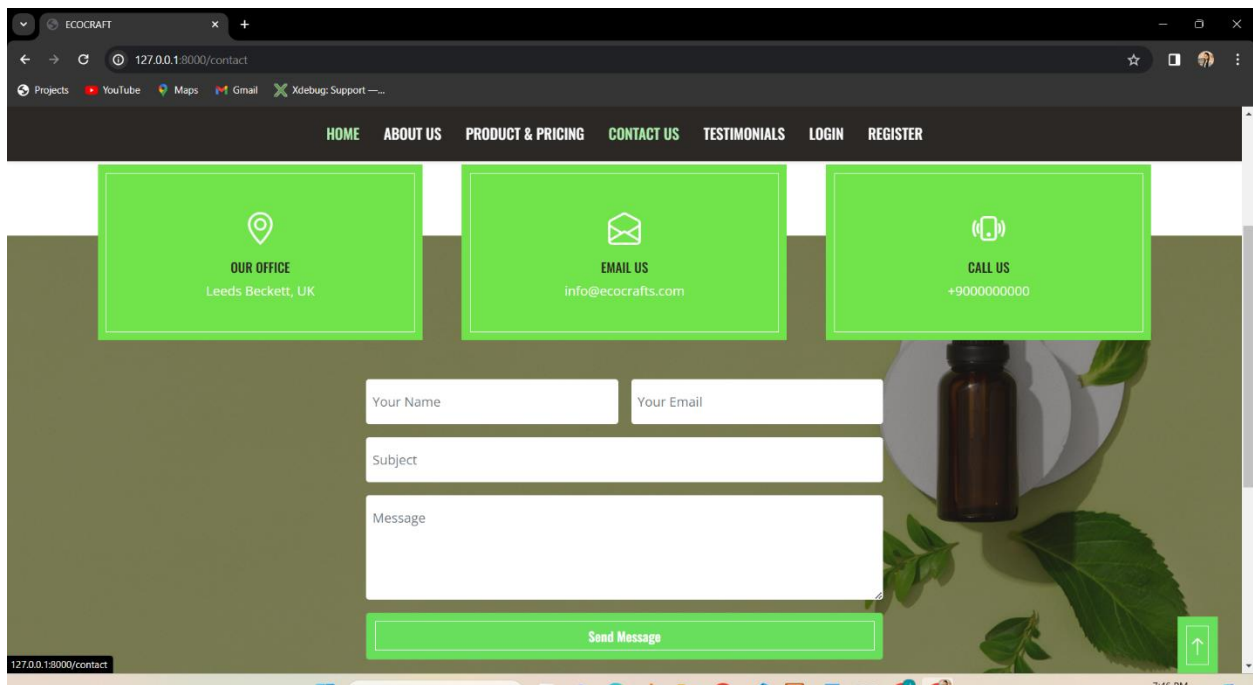 ECOCRAFT
127.0.0.1:8000/contact
Projects YouTube Maps Gmail Xdebug: Support —...
HOME ABOUT US PRODUCT & PRICING CONTACT US TESTIMONIALS LOGIN REGISTER
OUR OFFICE
Leeds Beckett, UK
EMAIL US
info@ecocrafts.com
CALL US
+9000000000
Your Name
Your Email
Subject
Message
Send Message
127.0.0.1:8000/contact